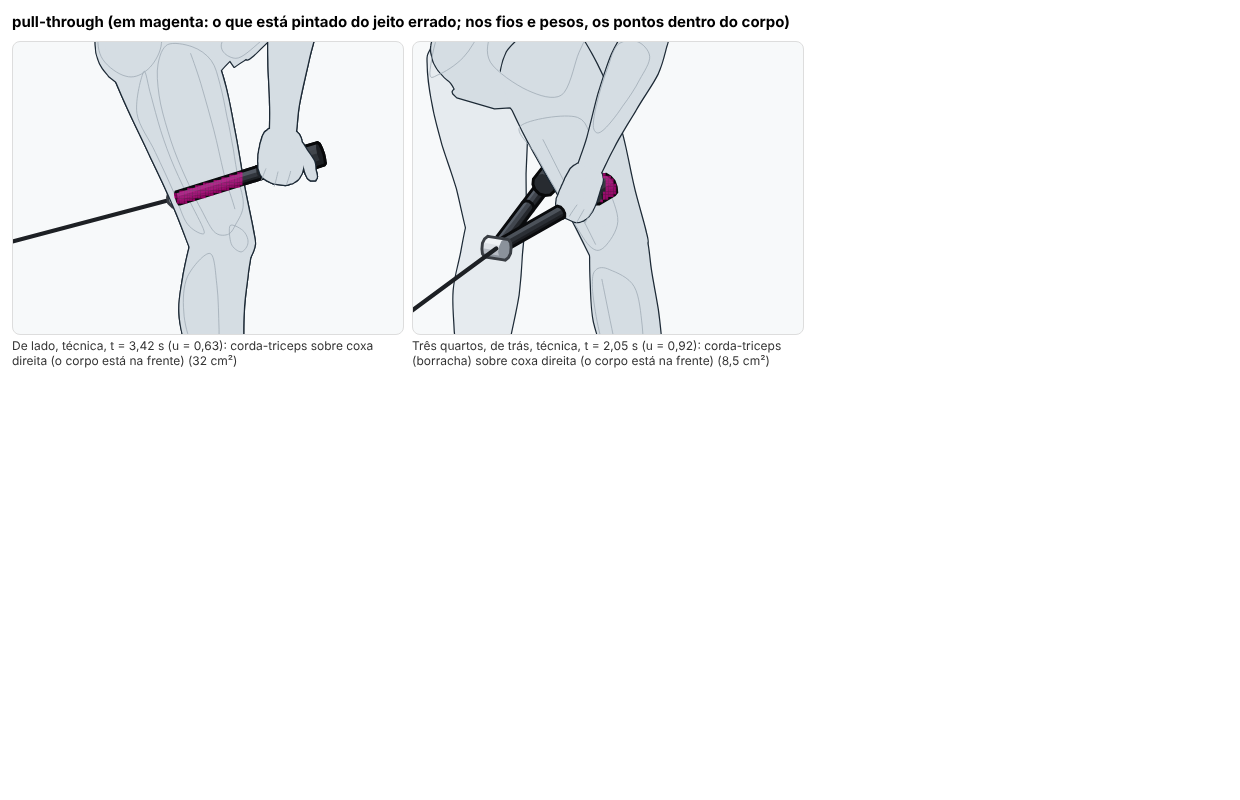 pull-through (em magenta: o que está pintado do jeito errado; nos fios e pesos, os pontos dentro do corpo)
De lado, técnica, t = 3,42 s (u = 0,63): corda-triceps sobre coxa
direita (o corpo está na frente) (32 cm²)
Três quartos, de trás, técnica, t = 2,05 s (u = 0,92): corda-triceps
(borracha) sobre coxa direita (o corpo está na frente) (8,5 cm²)